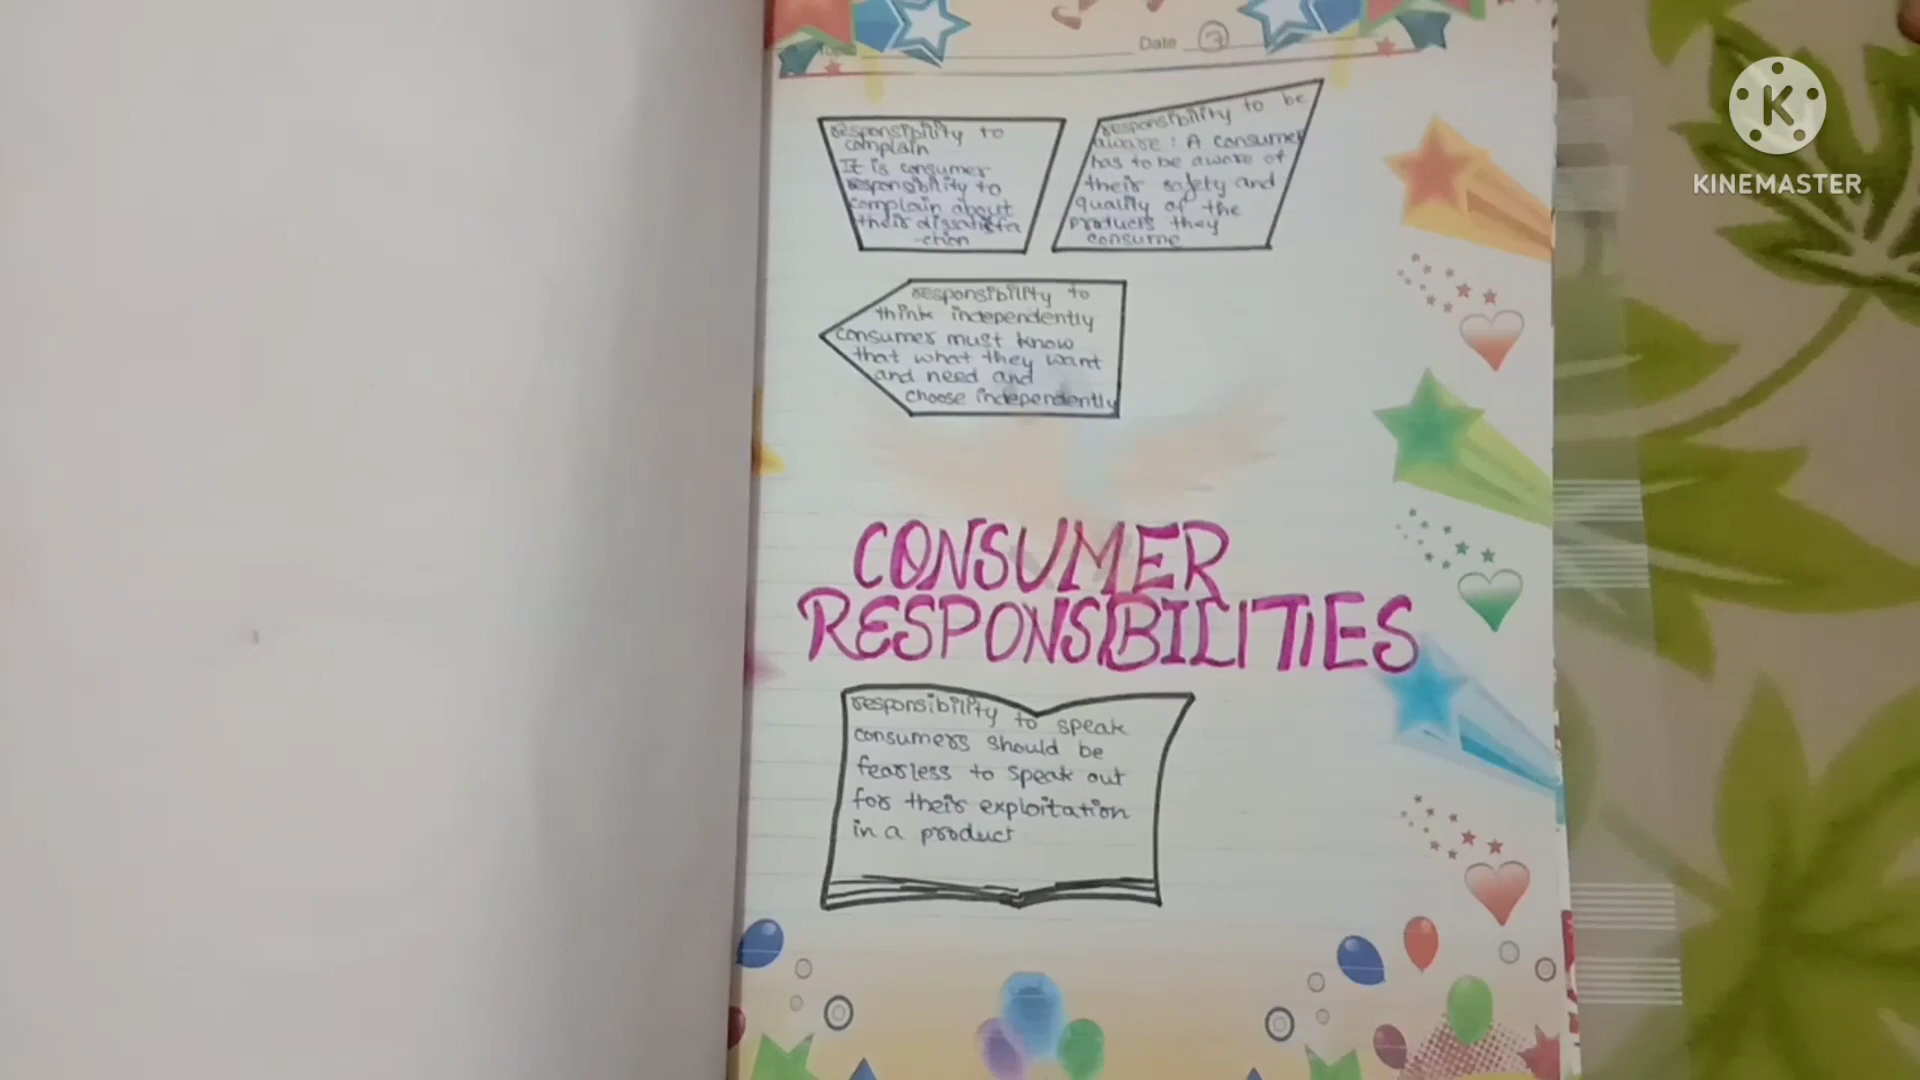 Date 7
responsibility to
complain
It is consumer
responsibility to
complain about
their dissatisfa
-ction
responsibility to be
aware : A consumer
has to be aware of
their safety and
quality of the
products they
consume
responsibility to
think independently
consumer must know
that what they want
and need and
choose independently
CONSUMER
RESPONSIBILITIES
responsibility to speak
consumers should be
fearless to speak out
for their exploitation
in a product
K
KINEMASTER